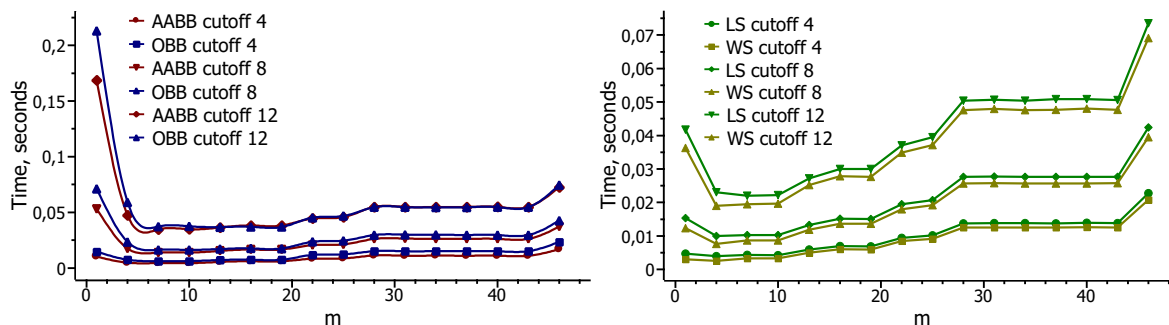 AABB cutoff 4
OBB cutoff 4
AABB cutoff 8
OBB cutoff 8
AABB cutoff 12
OBB cutoff 12
0,2
0,15
0,1
0,05
0
Time, seconds
0 10 20 30 40
m
LS cutoff 4
WS cutoff 4
LS cutoff 8
WS cutoff 8
LS cutoff 12
WS cutoff 12
0,07
0,06
0,05
0,04
0,03
0,02
0,01
0
Time, seconds
0 10 20 30 40
m